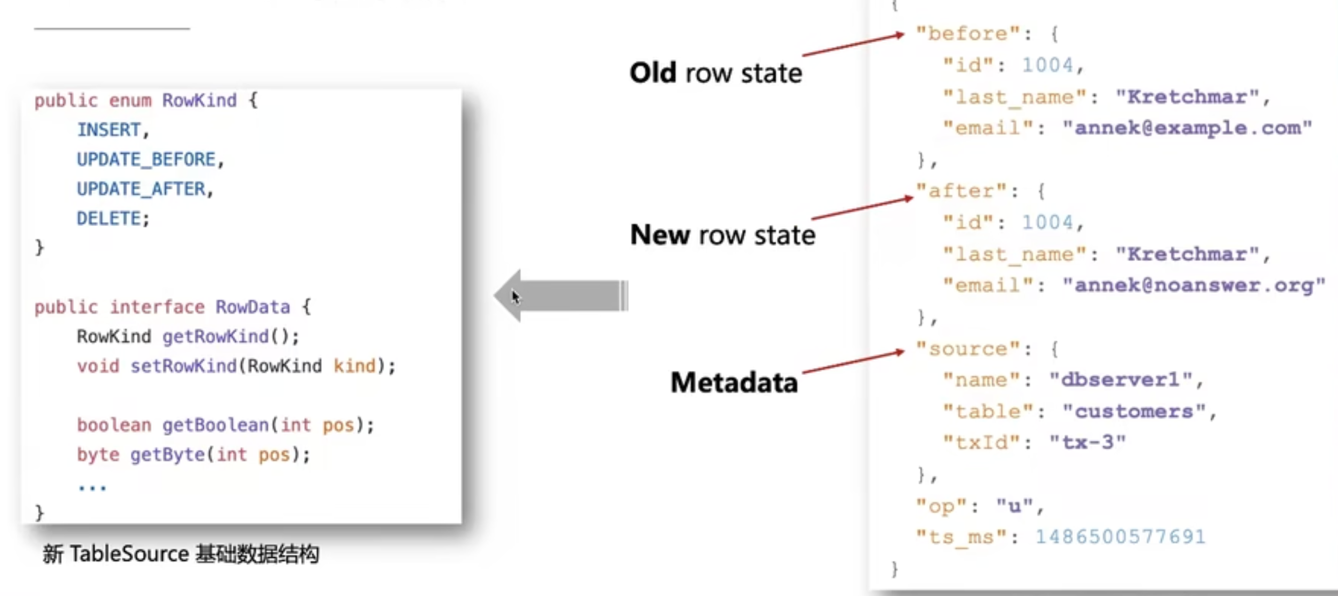 public enum RowKind {
    INSERT,
    UPDATE_BEFORE,
    UPDATE_AFTER,
    DELETE;
}

public interface RowData {
    RowKind getRowKind();
    void setRowKind(RowKind kind);

    boolean getBoolean(int pos);
    byte getByte(int pos);
    ...
}
新 TableSource 基础数据结构
Old row state
New row state
Metadata
{
  "before": {
    "id": 1004,
    "last_name": "Kretchmar",
    "email": "annek@example.com"
  },
  "after": {
    "id": 1004,
    "last_name": "Kretchmar",
    "email": "annek@noanswer.org"
  },
  "source": {
    "name": "dbserver1",
    "table": "customers",
    "txId": "tx-3"
  },
  "op": "u",
  "ts_ms": 1486500577691
}